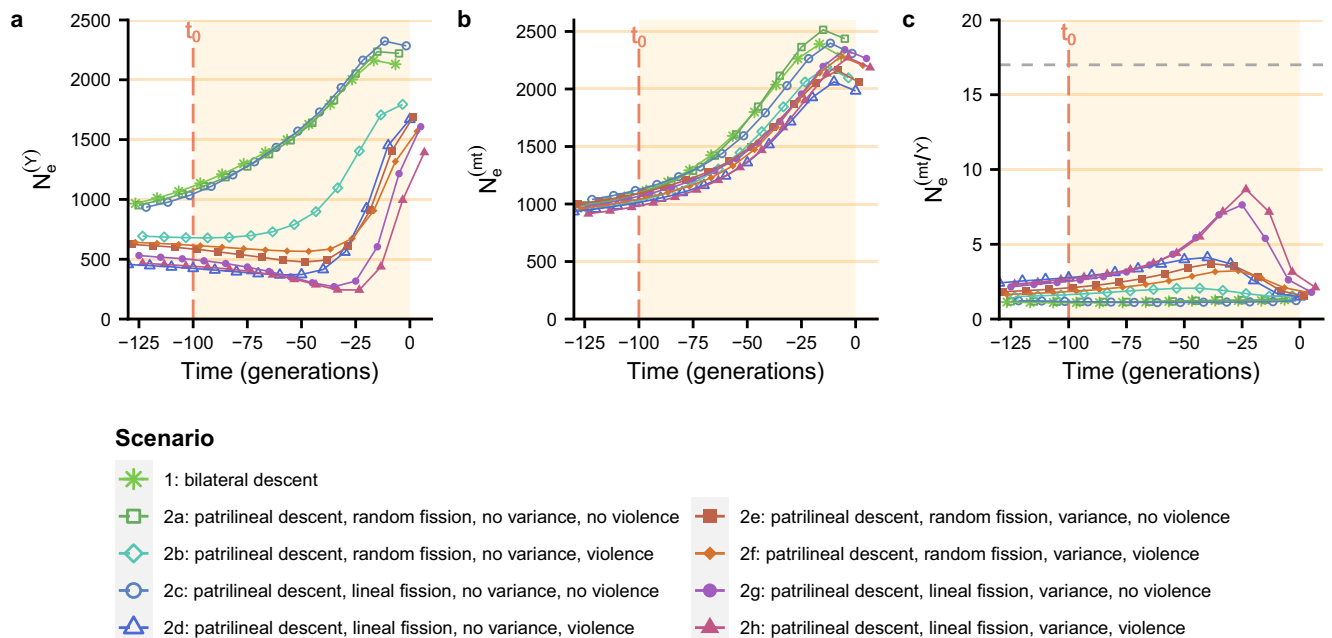 a
b
c
2500
2000
1500
1000
500
0
t0
−125
−100
−75
−50
−25
0
Time (generations)
Ne(Y)
2500
2000
1500
1000
500
0
t0
−125
−100
−75
−50
−25
0
Time (generations)
Ne(mt)
20
15
10
5
0
t0
−125
−100
−75
−50
−25
0
Time (generations)
Ne(mt/Y)
Scenario
1: bilateral descent
2a: patrilineal descent, random fission, no variance, no violence
2b: patrilineal descent, random fission, no variance, violence
2c: patrilineal descent, lineal fission, no variance, no violence
2d: patrilineal descent, lineal fission, no variance, violence
2e: patrilineal descent, random fission, variance, no violence
2f: patrilineal descent, random fission, variance, violence
2g: patrilineal descent, lineal fission, variance, no violence
2h: patrilineal descent, lineal fission, variance, violence